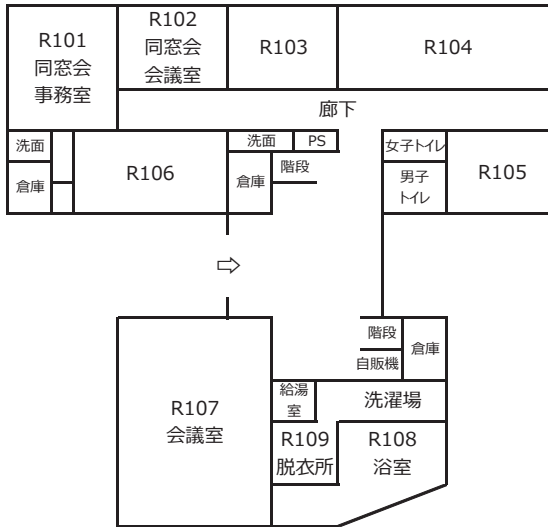 R101
同窓会
事務室
R102
同窓会
会議室
R103
R104
廊下
洗面
倉庫
R106
洗面
PS
倉庫
階段
女子トイレ
男子
トイレ
R105
⇨
階段
自販機
倉庫
R107
会議室
給湯
室
洗濯場
R109
脱衣所
R108
浴室